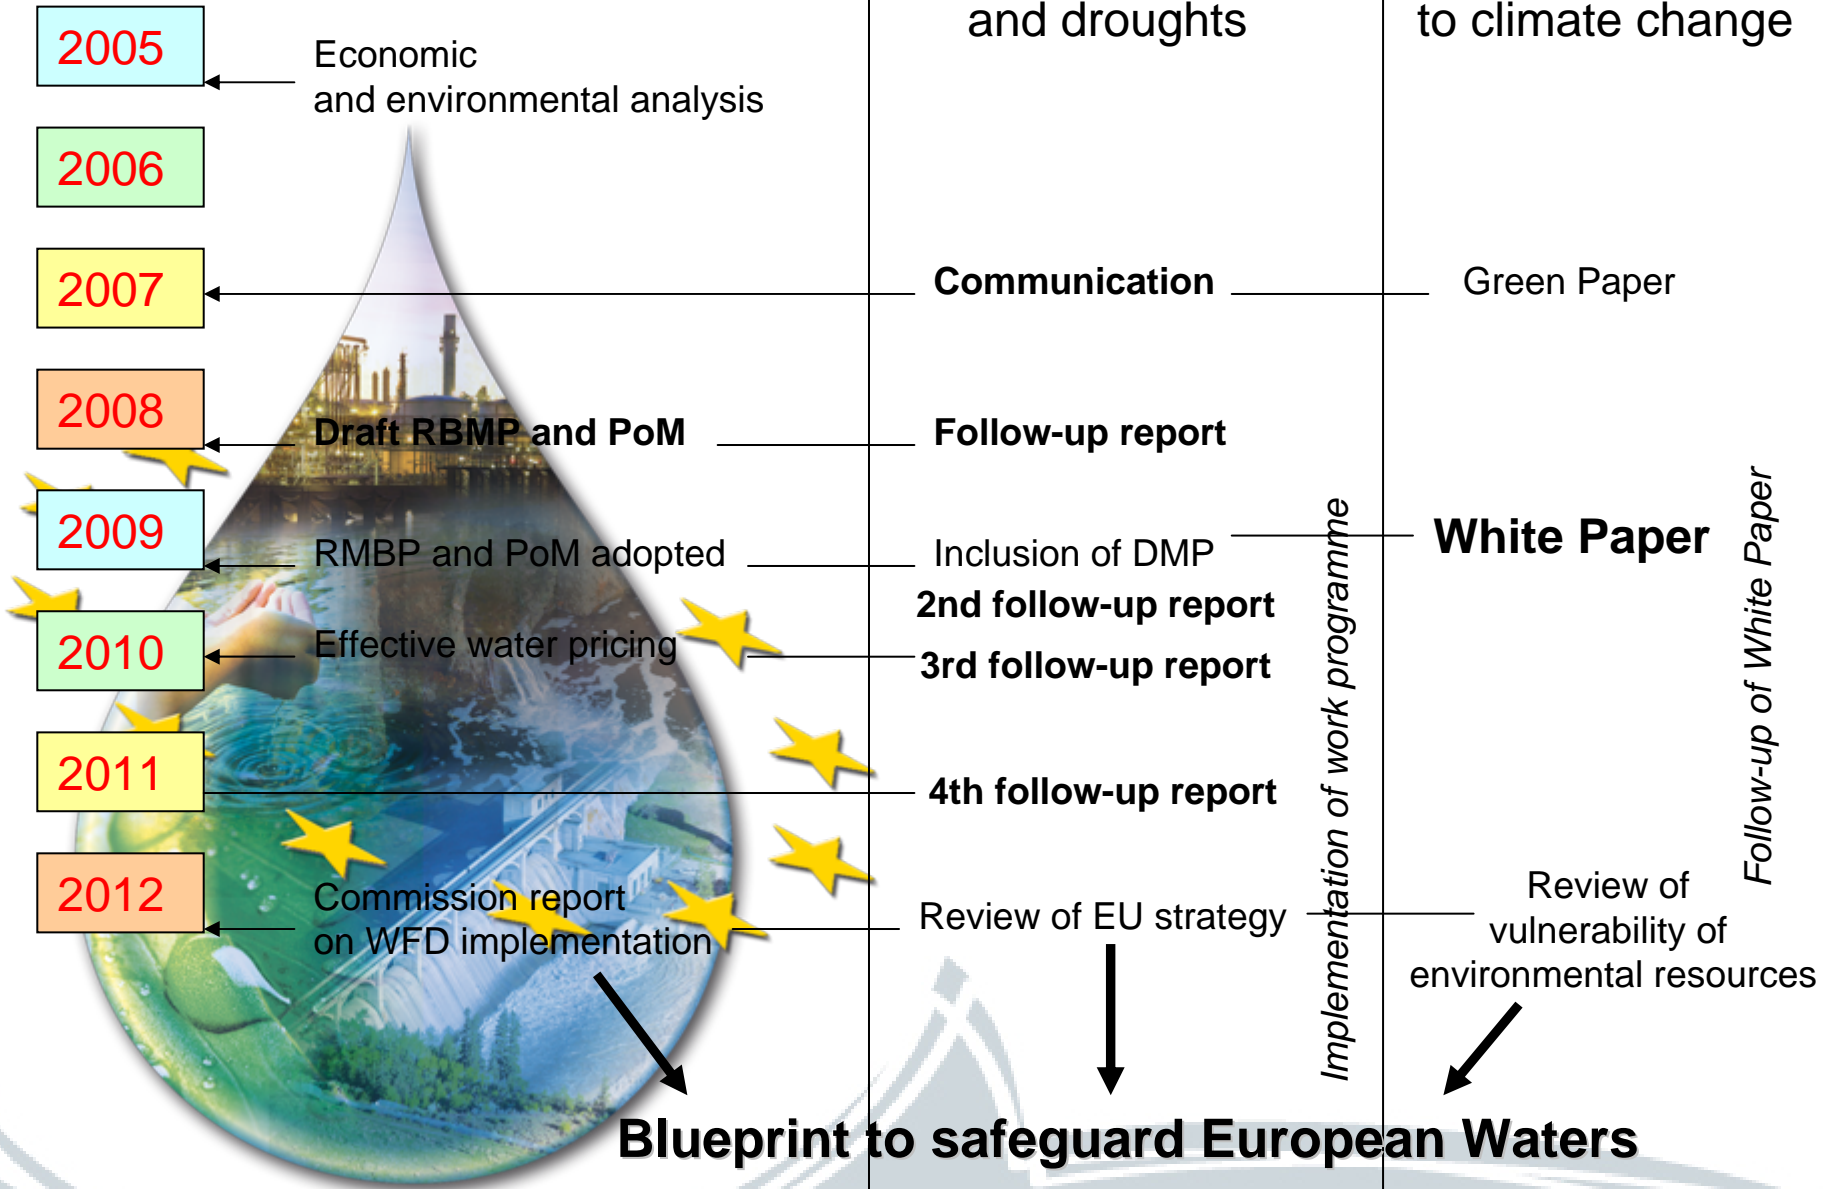 and droughts
to climate change
2005
Economic
and environmental analysis
2006
2007
Communication
Green Paper
2008
Draft RBMP and PoM
Follow-up report
2009
RMBP and PoM adopted
Inclusion of DMP
White Paper
2nd follow-up report
2010
Effective water pricing
3rd follow-up report
2011
4th follow-up report
2012
Commission report
on WFD implementation
Review of EU strategy
Review of
vulnerability of
environmental resources
Implementation of work programme
Follow-up of White Paper
Blueprint to safeguard European Waters